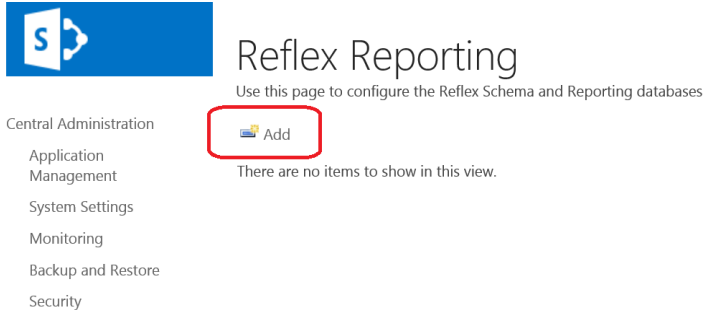 S
Reflex Reporting
Use this page to configure the Reflex Schema and Reporting databases
Central Administration
Add
Application
Management
There are no items to show in this view.
System Settings
Monitoring
Backup and Restore
Security